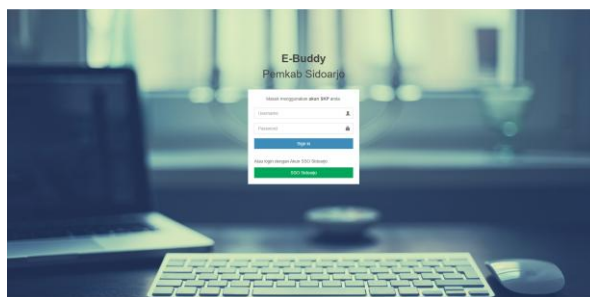 E-Buddy
Pemkab Sidoarjo
Masuk menggunakan akun SKP anda
Username
Password
Sign In
Atau login dengan Akun SSO Sidoarjo
SSO Sidoarjo